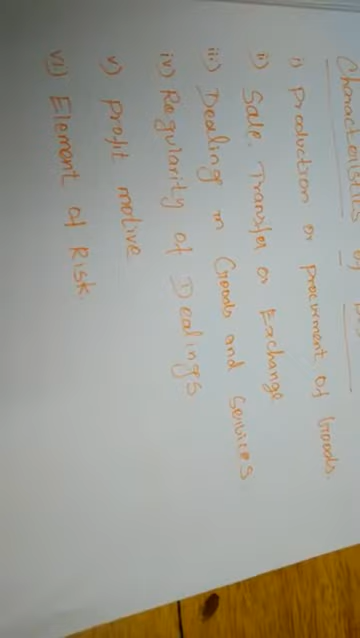 Characteristics of
i) Production or procurment of Goods.
ii) Sale. Transfer or Exchange
iii) Dealing in Goods and Services
iv) Regularity of Dealings
v) Profit motive
vi) Element of Risk.